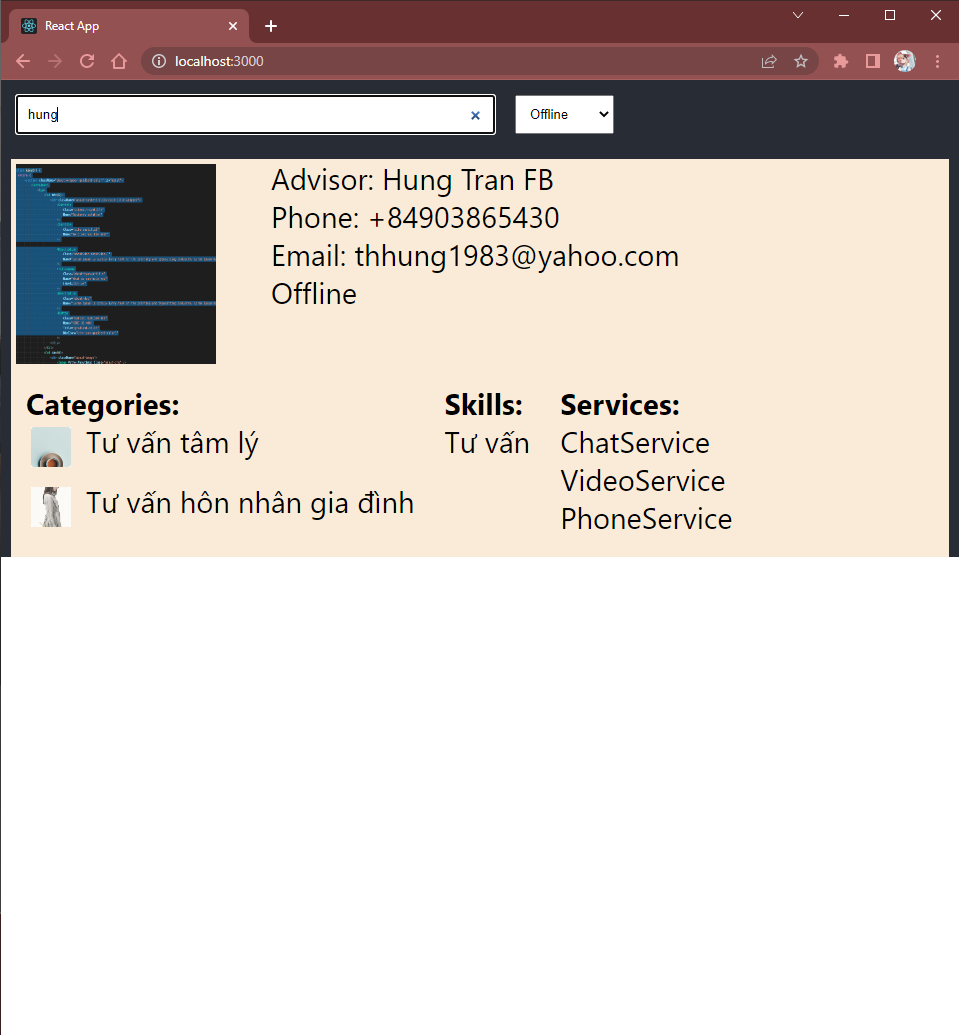 React App
localhost:3000
hung
Offline
Advisor: Hung Tran FB
Phone: +84903865430
Email: thhung1983@yahoo.com
Offline
Categories:
Tư vấn tâm lý
Tư vấn hôn nhân gia đình
Skills:
Tư vấn
Services:
ChatService
VideoService
PhoneService